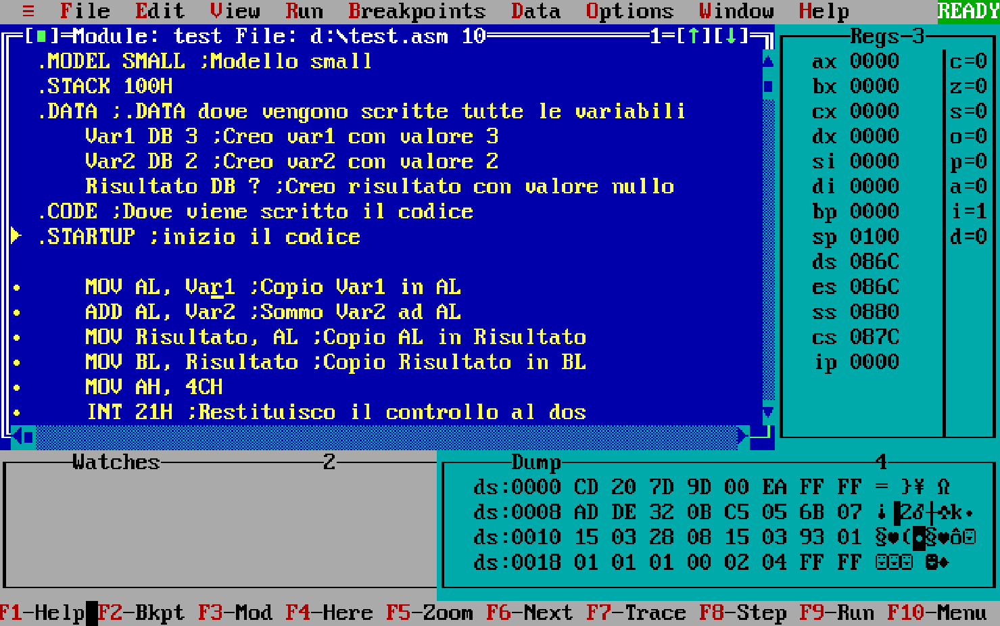 ≡ File Edit View Run Breakpoints Data Options Window Help READY
[■]=Module: test File: d:\test.asm 10 1=[↑][↓]
.MODEL SMALL ;Modello small
.STACK 100H
.DATA ;.DATA dove vengono scritte tutte le variabili
Var1 DB 3 ;Creo var1 con valore 3
Var2 DB 2 ;Creo var2 con valore 2
Risultato DB ? ;Creo risultato con valore nullo
.CODE ;Dove viene scritto il codice
.STARTUP ;inizio il codice
MOV AL, Var1 ;Copio Var1 in AL
ADD AL, Var2 ;Sommo Var2 ad AL
MOV Risultato, AL ;Copio AL in Risultato
MOV BL, Risultato ;Copio Risultato in BL
MOV AH, 4CH
INT 21H ;Restituisco il controllo al dos
Regs-3
ax 0000 c=0
bx 0000 z=0
cx 0000 s=0
dx 0000 o=0
si 0000 p=0
di 0000 a=0
bp 0000 i=1
sp 0100 d=0
ds 086C
es 086C
ss 0880
cs 087C
ip 0000
Watches 2
Dump 4
ds:0000 CD 20 7D 9D 00 EA FF FF = }¥ Ω
ds:0008 AD DE 32 0B C5 05 6B 07 ¡▐2♂┼♣k•
ds:0010 15 03 28 08 15 03 93 01 §♥(◘§♥ô☺
ds:0018 01 01 01 00 02 04 FF FF ☺☺☺ ☻♦
F1-Help F2-Bkpt F3-Mod F4-Here F5-Zoom F6-Next F7-Trace F8-Step F9-Run F10-Menu